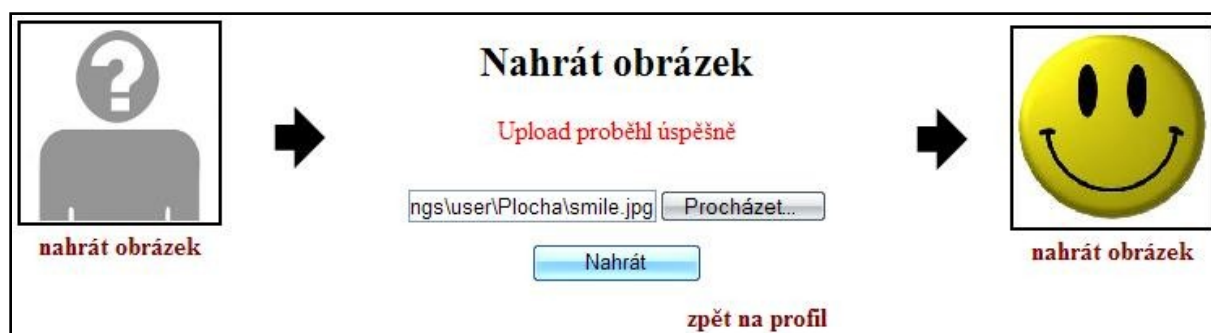 Nahrát obrázek
Upload proběhl úspěšně
ngs\user\Plocha\smile.jpg Procházet...
nahrát obrázek
nahrát obrázek
Nahrát
zpět na profil